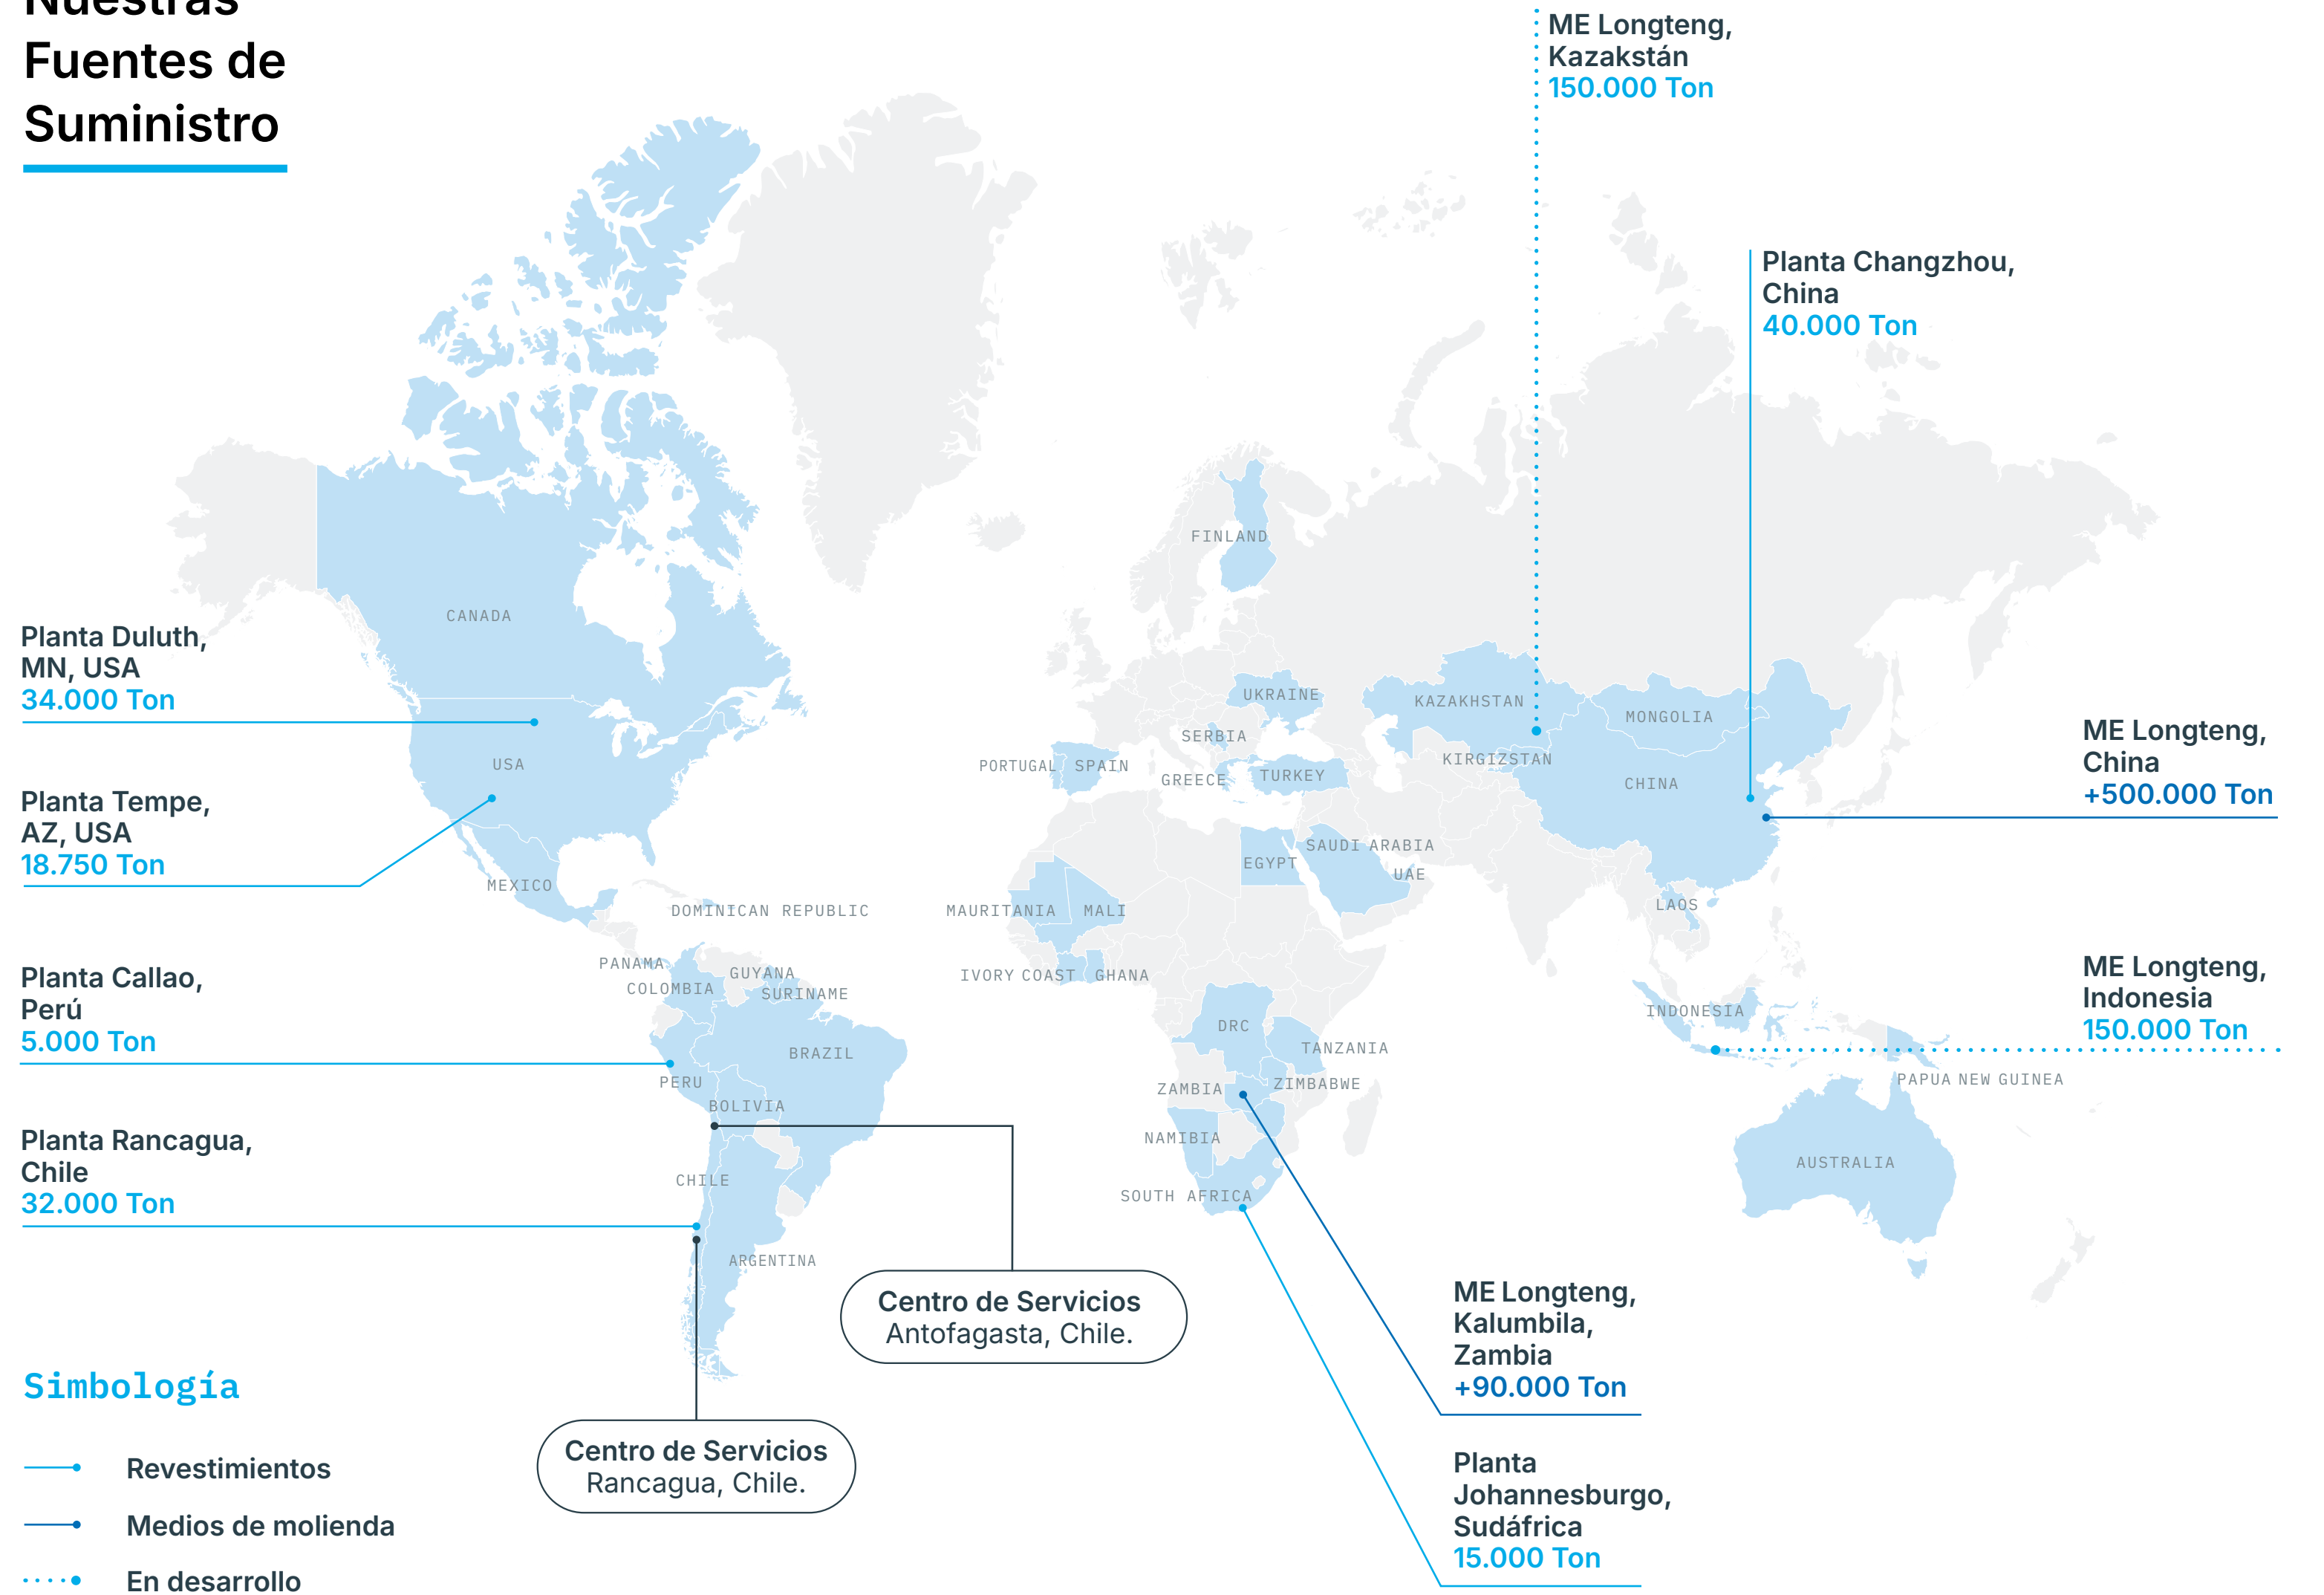 Nuestras
Fuentes de
Suministro
ME Longteng,
Kazakstán
150.000 Ton
Planta Changzhou,
China
40.000 Ton
FINLAND
CANADA
Planta Duluth,
MN, USA
34.000 Ton
UKRAINE
KAZAKHSTAN
MONGOLIA
SERBIA
ME Longteng,
China
+500.000 Ton
USA
PORTUGAL
SPAIN
GREECE
TURKEY
KIRGIZSTAN
CHINA
Planta Tempe,
AZ, USA
18.750 Ton
SAUDI ARABIA
EGYPT
UAE
MEXICO
DOMINICAN REPUBLIC
MAURITANIA
MALI
LAOS
PANAMA
GUYANA
COLOMBIA
SURINAME
IVORY COAST
GHANA
Planta Callao,
Perú
5.000 Ton
ME Longteng,
Indonesia
150.000 Ton
INDONESIA
DRC
TANZANIA
BRAZIL
PERU
ZAMBIA
ZIMBABWE
PAPUA NEW GUINEA
BOLIVIA
NAMIBIA
Planta Rancagua,
Chile
32.000 Ton
CHILE
SOUTH AFRICA
AUSTRALIA
ARGENTINA
Centro de Servicios
Antofagasta, Chile.
ME Longteng,
Kalumbila,
Zambia
+90.000 Ton
Centro de Servicios
Rancagua, Chile.
Planta
Johannesburgo,
Sudáfrica
15.000 Ton
Simbología
Revestimientos
Medios de molienda
En desarrollo